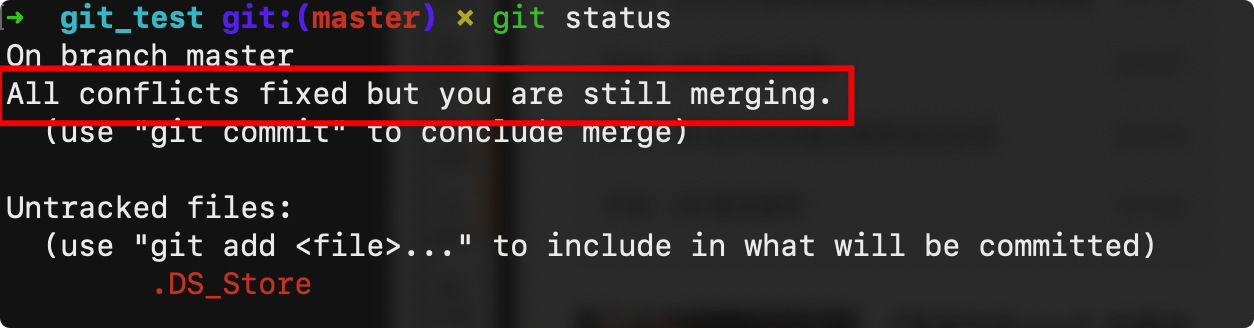 ➜ git_test git:(master) × git status
On branch master
All conflicts fixed but you are still merging.
(use "git commit" to conclude merge)
Untracked files:
(use "git add <file>..." to include in what will be committed)
.DS_Store